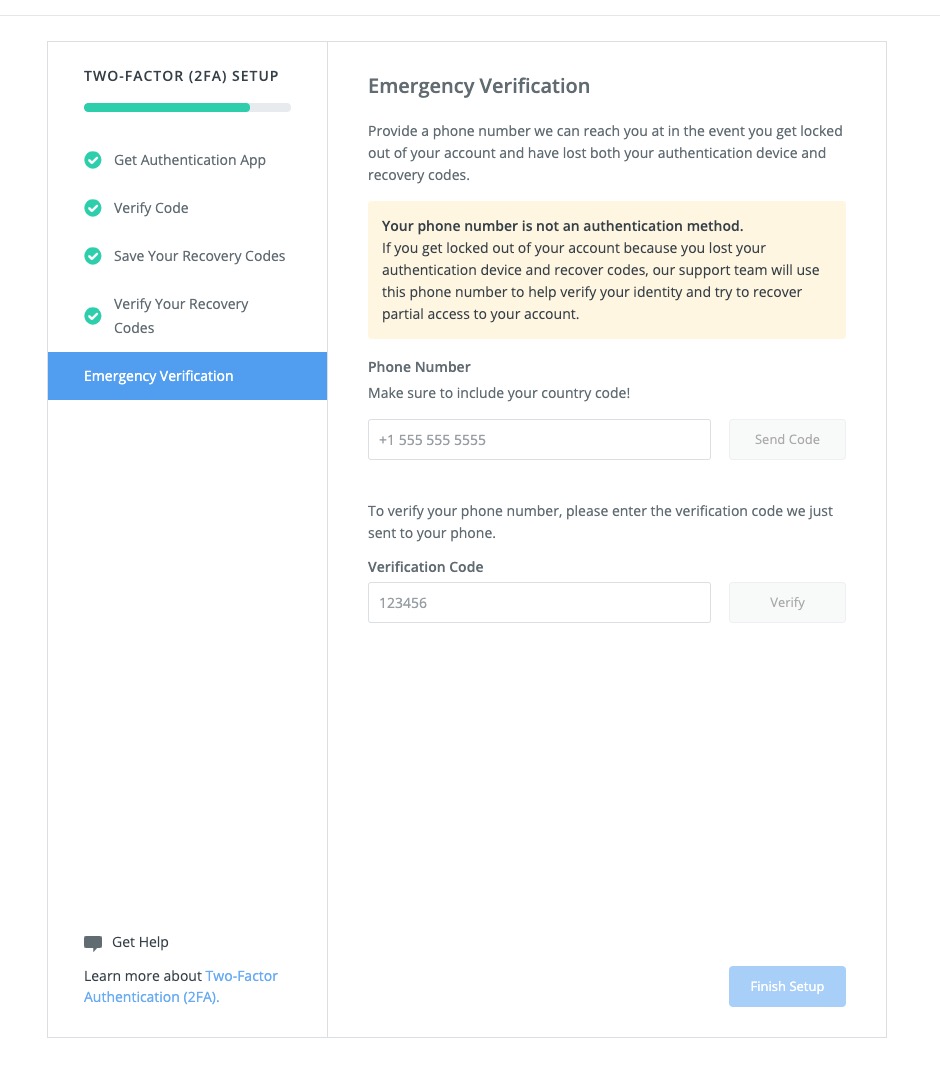 TWO-FACTOR (2FA) SETUP
Get Authentication App
Verify Code
Save Your Recovery Codes
Verify Your Recovery
Codes
Emergency Verification
Get Help
Learn more about Two-Factor
Authentication (2FA).
Emergency Verification
Provide a phone number we can reach you at in the event you get locked
out of your account and have lost both your authentication device and
recovery codes.
Your phone number is not an authentication method.
If you get locked out of your account because you lost your
authentication device and recover codes, our support team will use
this phone number to help verify your identity and try to recover
partial access to your account.
Phone Number
Make sure to include your country code!
+1 555 555 5555
Send Code
To verify your phone number, please enter the verification code we just
sent to your phone.
Verification Code
123456
Verify
Finish Setup